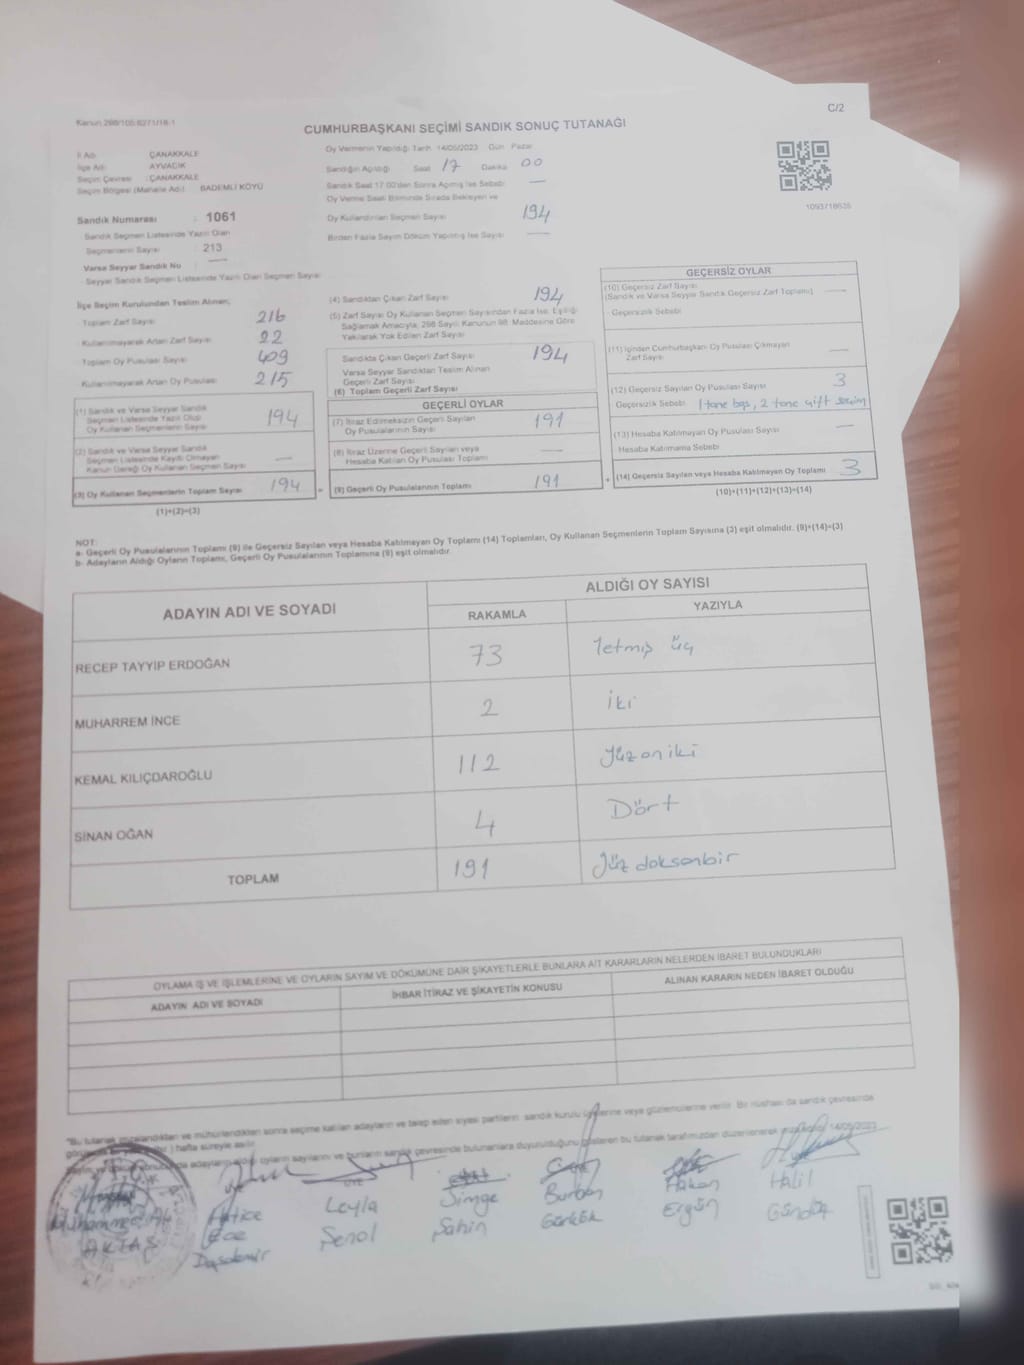 C/2
Kanun 298/105:6271/18-1
CUMHURBAŞKANI SEÇİMİ SANDIK SONUÇ TUTANAĞI
İl Adı : ÇANAKKALE
İlçe Adı : AYVACIK
Seçim Çevresi : ÇANAKKALE
Seçim Bölgesi (Mahalle Adı) : BADEMLİ KÖYÜ
Sandık Numarası : 1061
Sandık Seçmen Listesinde Yazılı Olan
Seçmenlerin Sayısı : 213
Varsa Seyyar Sandık No : —
Seyyar Sandık Seçmen Listesinde Yazılı Olan Seçmen Sayısı
Oy Vermenin Yapıldığı Tarih 14/05/2023 Gün Pazar
Sandığın Açıldığı Saat 17 Dakika 00
Sandık Saat 17:00'den Sonra Açılmış İse Sebebi —
Oy Verme Saati Bitiminde Sırada Bekleyen ve
Oy Kullandırılan Seçmen Sayısı 194
Birden Fazla Sayım Döküm Yapılmış İse Sayısı —
1093718635
İlçe Seçim Kurulundan Teslim Alınan;
Toplam Zarf Sayısı 216
Kullanılmayarak Artan Zarf Sayısı 22
Toplam Oy Pusulası Sayısı 409
Kullanılmayarak Artan Oy Pusulası 215
(1) Sandık ve Varsa Seyyar Sandık
Seçmen Listesinde Yazılı Olup
Oy Kullanan Seçmenlerin Sayısı 194
(2) Sandık ve Varsa Seyyar Sandık
Seçmen Listesinde Kayıtlı Olmayan
Kanun Gereği Oy Kullanan Seçmen Sayısı —
(3) Oy Kullanan Seçmenlerin Toplam Sayısı 194
(1)+(2)=(3)
(4) Sandıktan Çıkan Zarf Sayısı 194
(5) Zarf Sayısı Oy Kullanan Seçmen Sayısından Fazla İse, Eşitliği
Sağlamak Amacıyla, 298 Sayılı Kanunun 98. Maddesine Göre
Yakılarak Yok Edilen Zarf Sayısı
Sandıkta Çıkan Geçerli Zarf Sayısı 194
Varsa Seyyar Sandıktan Teslim Alınan
Geçerli Zarf Sayısı
(6) Toplam Geçerli Zarf Sayısı
GEÇERLİ OYLAR
(7) İtiraz Edilmeksizin Geçerli Sayılan
Oy Pusulalarının Sayısı 191
(8) İtiraz Üzerine Geçerli Sayılan veya
Hesaba Katılan Oy Pusulası Toplamı —
= (9) Geçerli Oy Pusulalarının Toplamı 191
GEÇERSİZ OYLAR
(10) Geçersiz Zarf Sayısı
(Sandık ve Varsa Seyyar Sandık Geçersiz Zarf Toplamı) —
Geçersizlik Sebebi
(11) İçinden Cumhurbaşkanı Oy Pusulası Çıkmayan
Zarf Sayısı —
(12) Geçersiz Sayılan Oy Pusulası Sayısı 3
Geçersizlik Sebebi 1 tane boş, 2 tane çift seçim
(13) Hesaba Katılmayan Oy Pusulası Sayısı —
Hesaba Katılmama Sebebi
+ (14) Geçersiz Sayılan veya Hesaba Katılmayan Oy Toplamı 3
(10)+(11)+(12)+(13)=(14)
NOT:
a- Geçerli Oy Pusulalarının Toplamı (9) ile Geçersiz Sayılan veya Hesaba Katılmayan Oy Toplamı (14) Toplamları, Oy Kullanan Seçmenlerin Toplam Sayısına (3) eşit olmalıdır. (9)+(14)=(3)
b- Adayların Aldığı Oyların Toplamı, Geçerli Oy Pusulalarının Toplamına (9) eşit olmalıdır.
ADAYIN ADI VE SOYADI
ALDIĞI OY SAYISI
RAKAMLA YAZIYLA
RECEP TAYYİP ERDOĞAN 73 Yetmiş üç
MUHARREM İNCE 2 İki
KEMAL KILIÇDAROĞLU 112 Yüzoniki
SİNAN OĞAN 4 Dört
TOPLAM 191 Yüz doksanbir
OYLAMA İŞ VE İŞLEMLERİNE VE OYLARIN SAYIM VE DÖKÜMÜNE DAİR ŞİKAYETLERLE BUNLARA AİT KARARLARIN NELERDEN İBARET BULUNDUKLARI
ADAYIN ADI VE SOYADI İHBAR İTİRAZ VE ŞİKAYETİN KONUSU ALINAN KARARIN NEDEN İBARET OLDUĞU
"Bu tutanak imzalandıktan ve mühürlendikten sonra seçime katılan adayların ve talep eden siyasi partilerin sandık kurulu üyelerine veya gözlemcilerine verilir. Bir nüshası da sandık çevresinde
hafta süreyle asılır.
adayların aldığı oyların sayılarını ve bunların sandık çevresinde bulunanlara duyurulduğunu gösteren bu tutanak tarafımızdan düzenlenerek 14/05/2023
Muhammed Ali AKTAŞ
Hatice Ece Daşdemir
ÜYE Leyla Şenol
Simge Şahin
Burhan
Hakan Ergün
Halil Gündüz